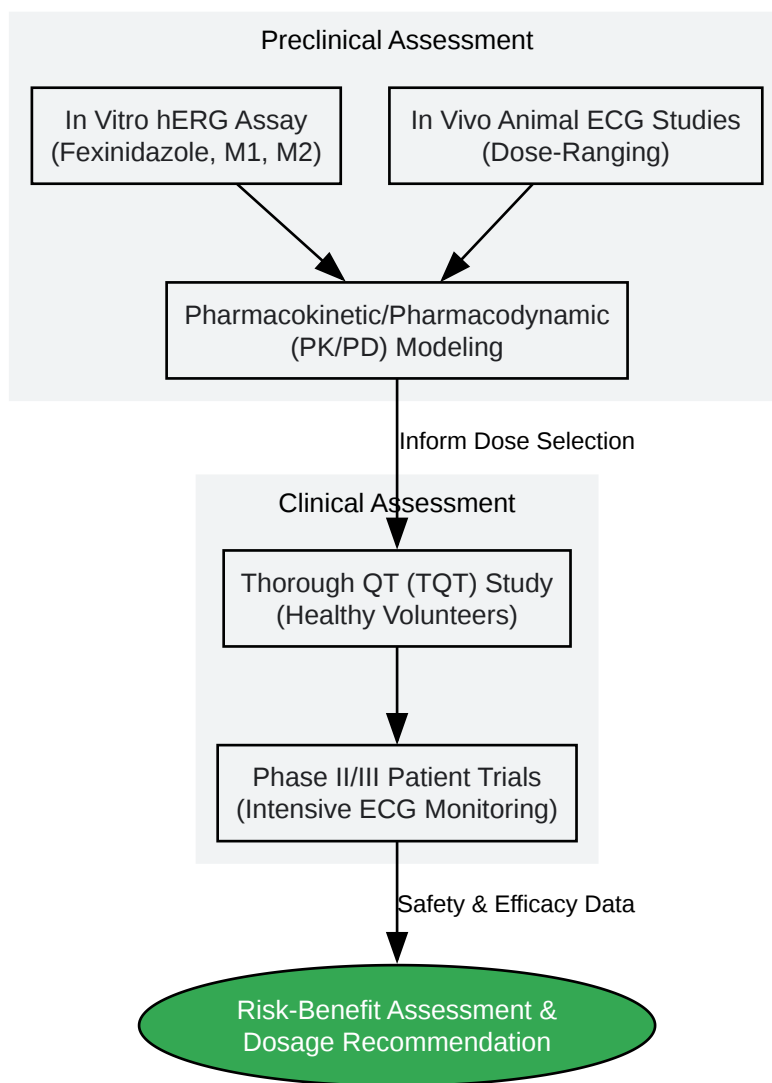 Preclinical Assessment
In Vitro hERG Assay
(Fexinidazole, M1, M2)
In Vivo Animal ECG Studies
(Dose-Ranging)
Pharmacokinetic/Pharmacodynamic
(PK/PD) Modeling
Inform Dose Selection
Clinical Assessment
Thorough QT (TQT) Study
(Healthy Volunteers)
Phase II/III Patient Trials
(Intensive ECG Monitoring)
Safety & Efficacy Data
Risk-Benefit Assessment &
Dosage Recommendation